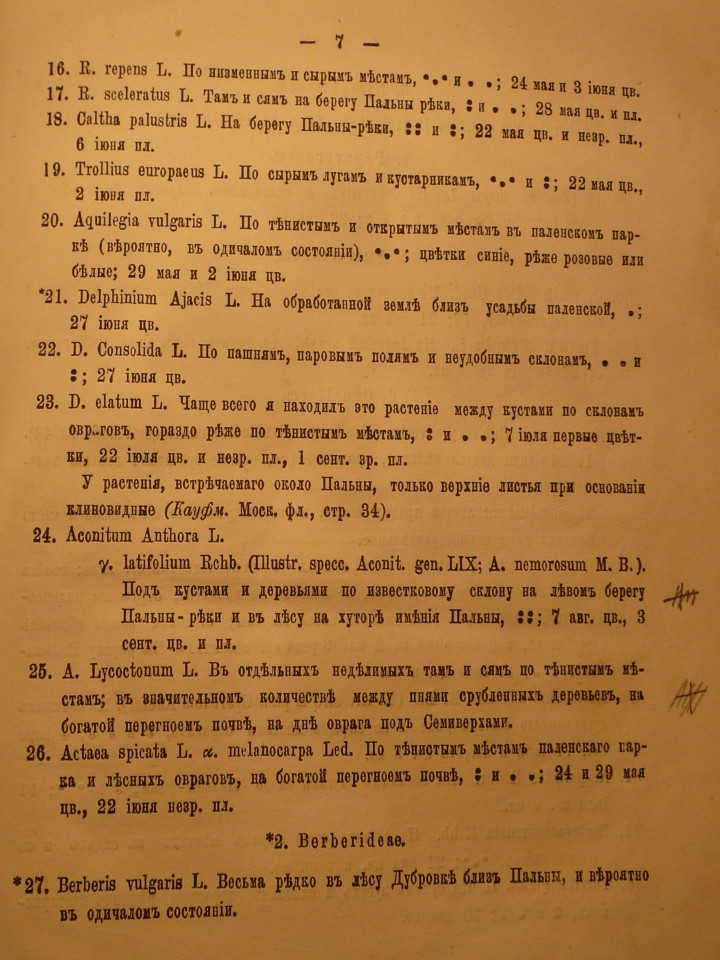 — 7 —
16. R. repens L. По низменнымъ и сырымъ мѣстамъ, •.• и . •; 24 мая и 3 іюня цв.
17. R. sceleratus L. Тамъ и сямъ на берегу Пальны рѣки, : и . •; 28 мая цв. и пл.
18. Caltha palustris L. На берегу Пальны-рѣки, :: и :; 22 мая цв. и незр. пл.,
6 іюня пл.
19. Trollius europaeus L. По сырымъ лугамъ и кустарникамъ, •.• и :; 22 мая цв.,
2 іюня пл.
20. Aquilegia vulgaris L. По тѣнистымъ и открытымъ мѣстамъ въ паленскомъ пар-
кѣ (вѣроятно, въ одичаломъ состояніи), •.•; цвѣтки синіе, рѣже розовые или
бѣлые; 29 мая и 2 іюня цв.
*21. Delphinium Ajacis L. На обработанной землѣ близъ усадьбы паленской, .;
27 іюня цв.
22. D. Consolida L. По пашнямъ, паровымъ полямъ и неудобнымъ склонамъ, . . и
:; 27 іюня цв.
23. D. elatum L. Чаще всего я находилъ это растеніе между кустами по склонамъ
овраговъ, гораздо рѣже по тѣнистымъ мѣстамъ, : и . .; 7 іюля первые цвѣт-
ки, 22 іюля цв. и незр. пл., 1 сент. зр. пл.
У растенія, встрѣчаемаго около Пальны, только верхніе листья при основаніи
клиновидные (Кауфм. Моск. фл., стр. 34).
24. Aconitum Anthora L.
γ. latifolium Rchb. (Illustr. specc. Aconit. gen. LIX; A. nemorosum M. B.).
Подъ кустами и деревьями по известковому склону на лѣвомъ берегу
Пальны-рѣки и въ лѣсу на хуторѣ имѣнія Пальны, ::; 7 авг. цв., 3
сент. цв. и пл.
25. A. Lycoctonum L. Въ отдѣльныхъ недѣлимыхъ тамъ и сямъ по тѣнистымъ мѣ-
стамъ; въ значительномъ количествѣ между пнями срубленныхъ деревьевъ, на
богатой перегноемъ почвѣ, на днѣ оврага подъ Семиверхами.
26. Actaea spicata L. α. melanocarpa Led. По тѣнистымъ мѣстамъ паленскаго пар-
ка и лѣсныхъ овраговъ, на богатой перегноемъ почвѣ, : и . .; 24 и 29 мая
цв., 22 іюня незр. пл.
*2. Berberideae.
*27. Berberis vulgaris L. Весьма рѣдко въ лѣсу Дубровкѣ близъ Пальны, и вѣроятно
въ одичаломъ состояніи.